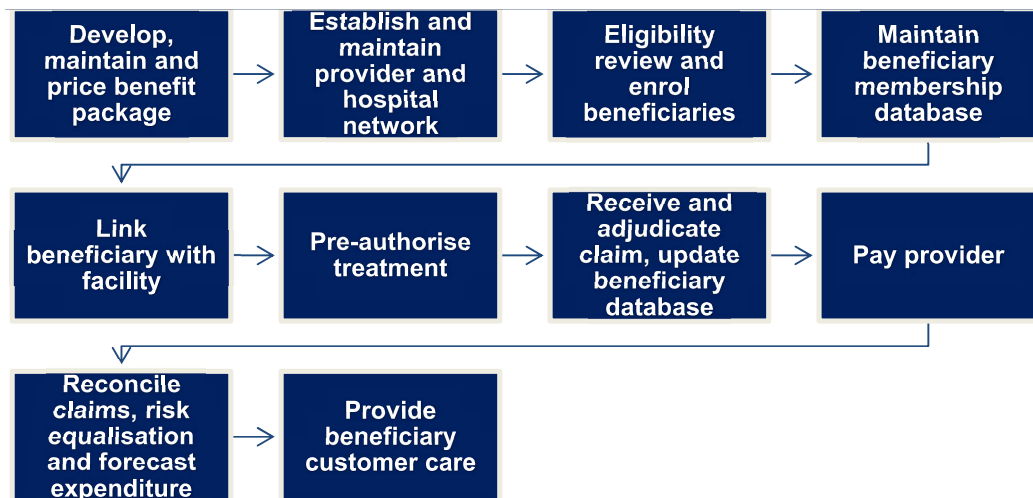 Develop,
maintain and
price benefit
package
Establish and
maintain
provider and
hospital
network
Eligibility
review and
enrol
beneficiaries
Maintain
beneficiary
membership
database
Link
beneficiary with
facility
Pre-authorise
treatment
Receive and
adjudicate
claim, update
beneficiary
database
Pay provider
Reconcile
claims, risk
equalisation
and forecast
expenditure
Provide
beneficiary
customer care